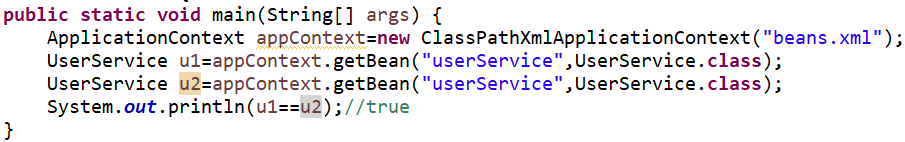 public static void main(String[] args) {
    ApplicationContext appContext=new ClassPathXmlApplicationContext("beans.xml");
    UserService u1=appContext.getBean("userService",UserService.class);
    UserService u2=appContext.getBean("userService",UserService.class);
    System.out.println(u1==u2);//true
}